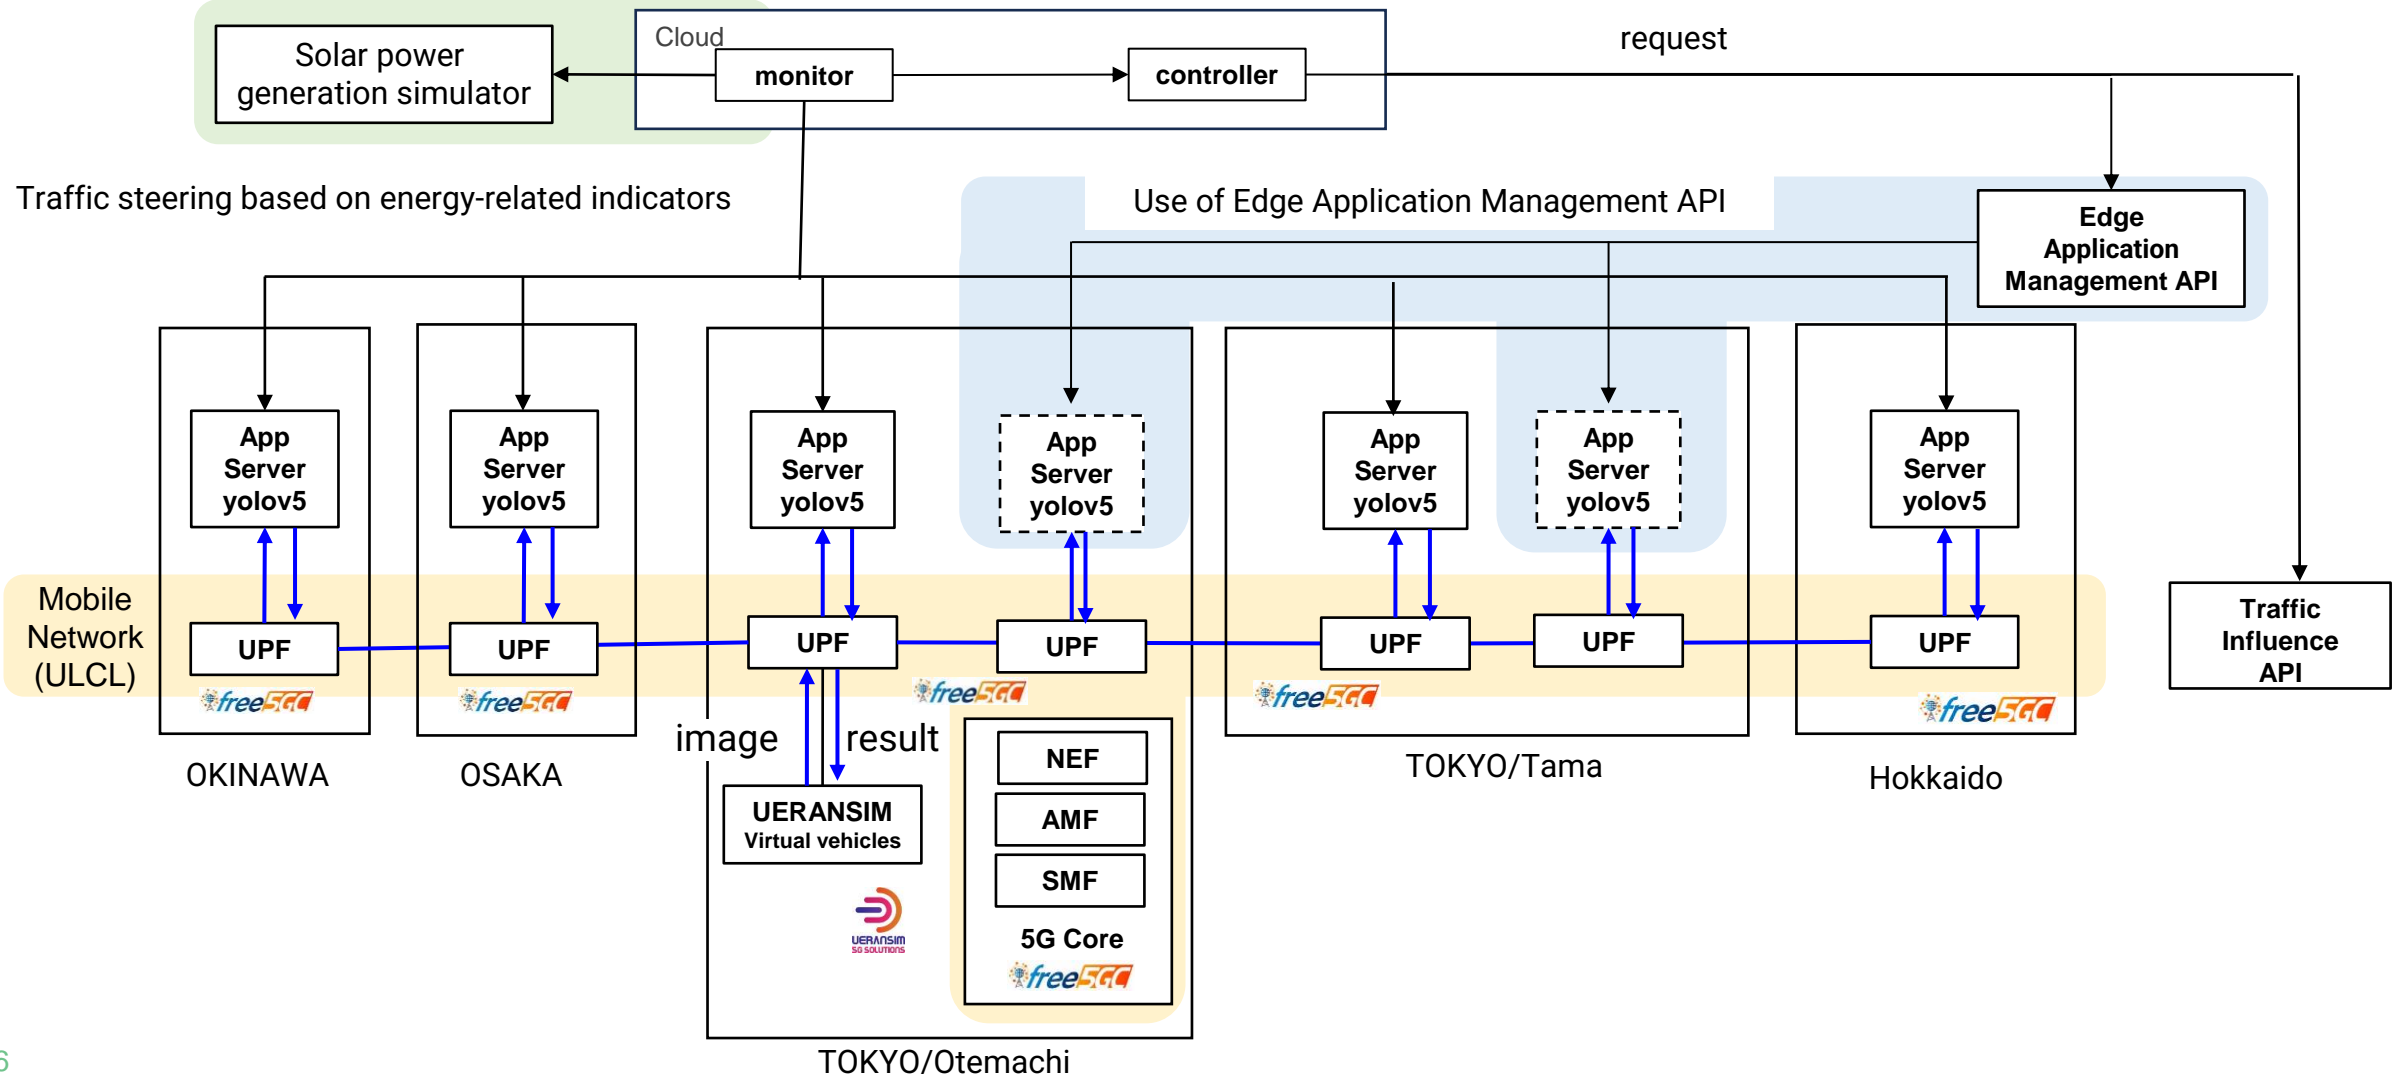 Solar power
generation simulator
Cloud
monitor
controller
request
Traffic steering based on energy-related indicators
Use of Edge Application Management API
Edge
Application
Management API
App
Server
yolov5
App
Server
yolov5
App
Server
yolov5
App
Server
yolov5
App
Server
yolov5
App
Server
yolov5
App
Server
yolov5
Mobile
Network
(ULCL)
UPF
UPF
UPF
UPF
UPF
UPF
UPF
Traffic
Influence
API
free5GC
free5GC
free5GC
free5GC
free5GC
image
result
OKINAWA
OSAKA
TOKYO/Tama
Hokkaido
UERANSIM
Virtual vehicles
NEF
AMF
SMF
5G Core
free5GC
UERANSIM
5G SOLUTIONS
TOKYO/Otemachi
6